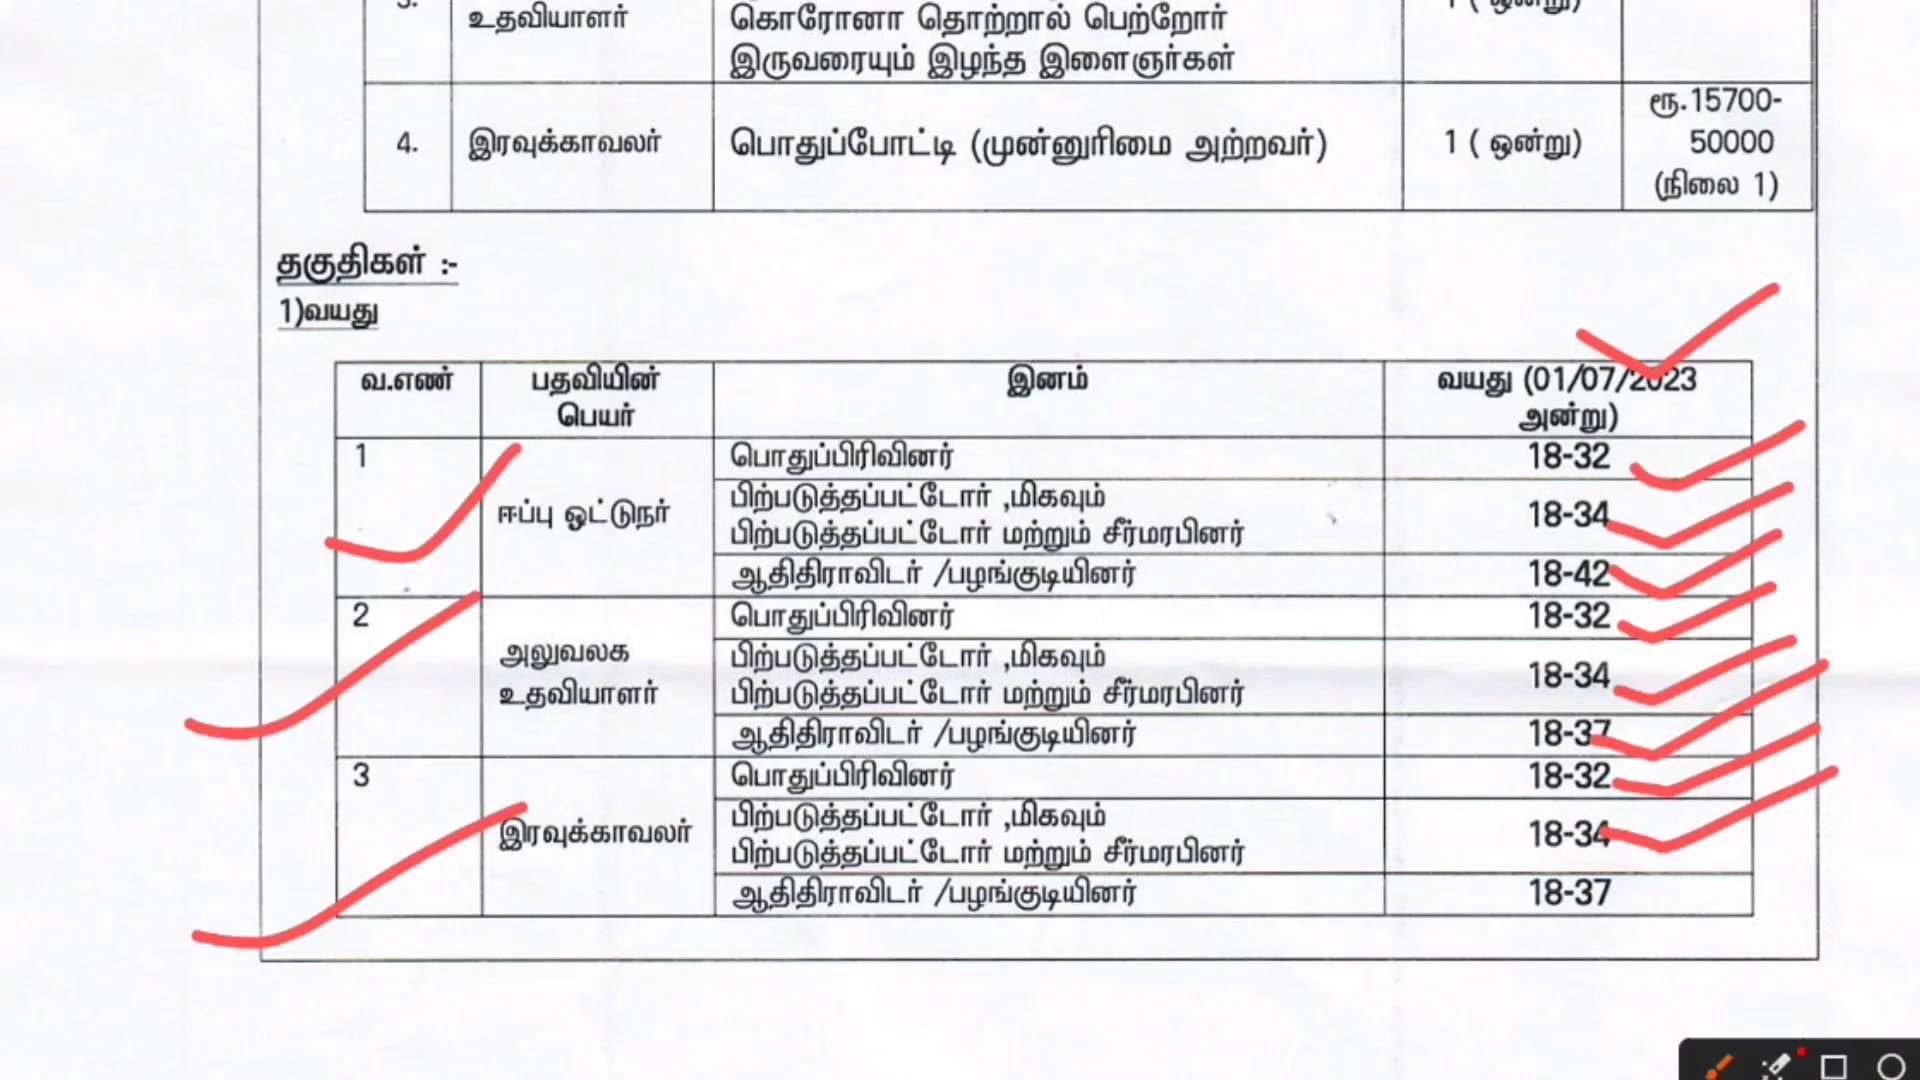 3.
உதவியாளர்
கொரோனா தொற்றால் பெற்றோர்
இருவரையும் இழந்த இளைஞர்கள்
1 ( ஒன்று)
4.
இரவுக்காவலர்
பொதுப்போட்டி (முன்னுரிமை அற்றவர்)
1 ( ஒன்று)
ரூ.15700-
50000
(நிலை 1)
தகுதிகள் :-
1)வயது
வ.எண்
பதவியின்
பெயர்
இனம்
வயது (01/07/2023
அன்று)
1
ஈப்பு ஓட்டுநர்
பொதுப்பிரிவினர்
18-32
பிற்படுத்தப்பட்டோர் ,மிகவும்
பிற்படுத்தப்பட்டோர் மற்றும் சீர்மரபினர்
18-34
ஆதிதிராவிடர் /பழங்குடியினர்
18-42
2
அலுவலக
உதவியாளர்
பொதுப்பிரிவினர்
18-32
பிற்படுத்தப்பட்டோர் ,மிகவும்
பிற்படுத்தப்பட்டோர் மற்றும் சீர்மரபினர்
18-34
ஆதிதிராவிடர் /பழங்குடியினர்
18-37
3
இரவுக்காவலர்
பொதுப்பிரிவினர்
18-32
பிற்படுத்தப்பட்டோர் ,மிகவும்
பிற்படுத்தப்பட்டோர் மற்றும் சீர்மரபினர்
18-34
ஆதிதிராவிடர் /பழங்குடியினர்
18-37